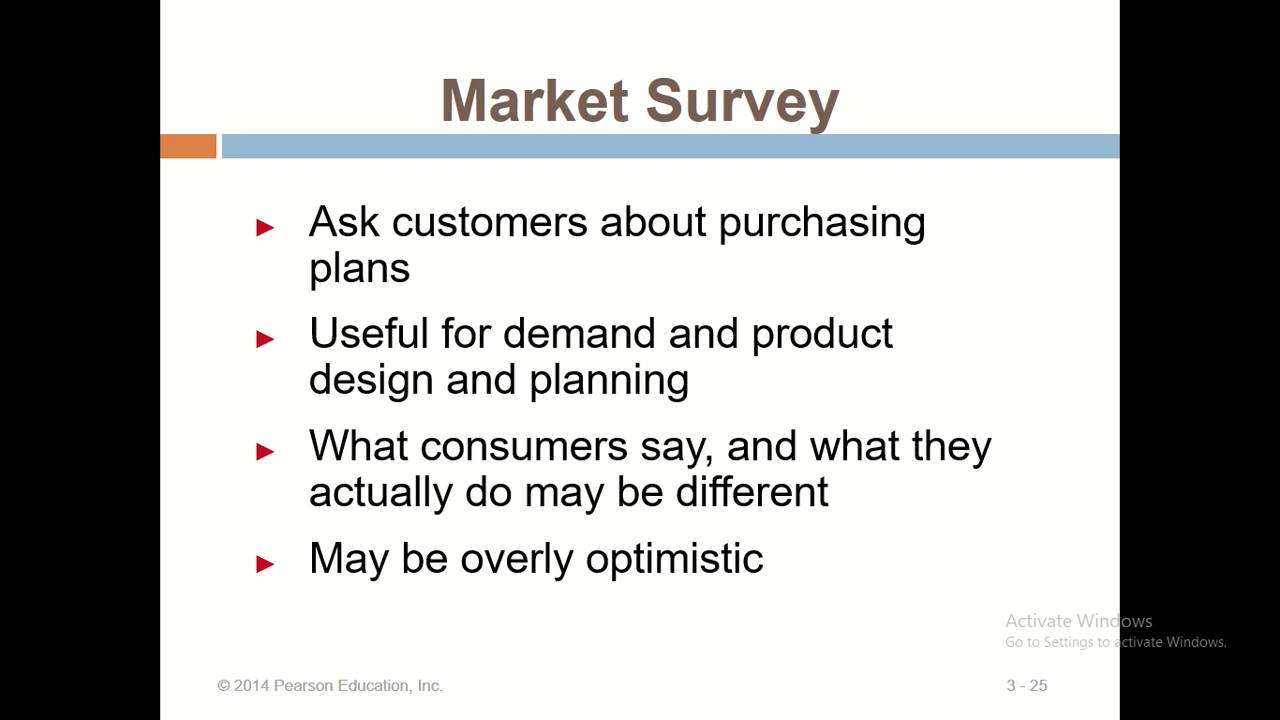 Market Survey
► Ask customers about purchasing
plans
► Useful for demand and product
design and planning
► What consumers say, and what they
actually do may be different
► May be overly optimistic
Activate Windows
Go to Settings to activate Windows.
© 2014 Pearson Education, Inc.
3 - 25